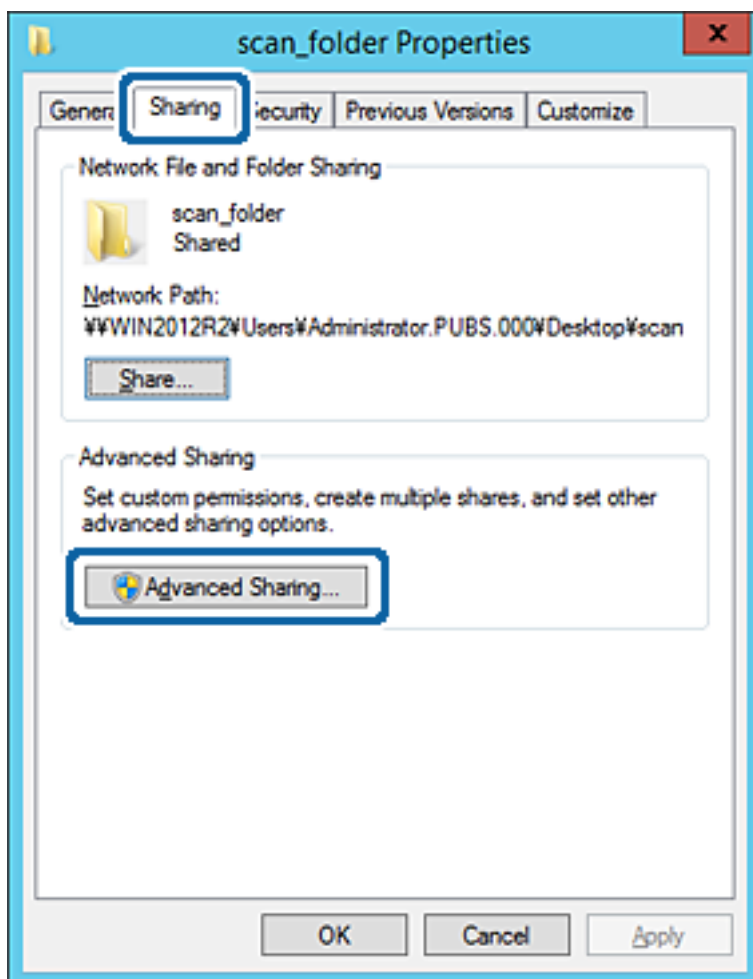 scan_folder Properties
x
Sharing
Previous Versions
Customize
Network File and Folder Sharing
scan_folder
Shared
Network Path:
¥¥WIN2012R2¥Users¥Administrator.PUBS.000¥Desktop¥scan
Share...
Advanced Sharing
Set custom permissions, create multiple shares, and set other
advanced sharing options.
Advanced Sharing...
OK
Cancel
Apply